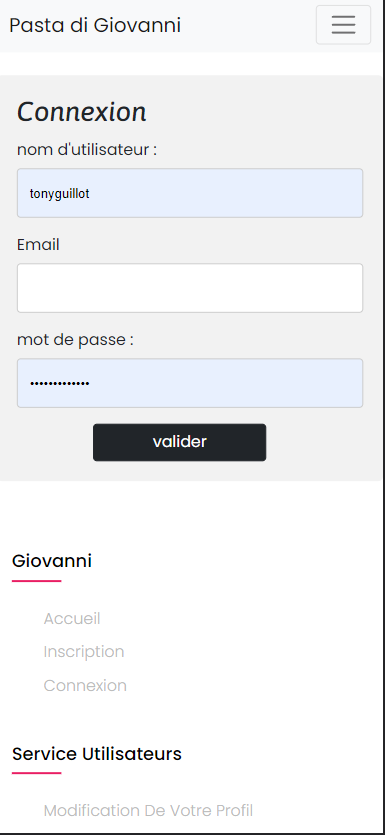 Pasta di Giovanni
Connexion
nom d'utilisateur :
tonyguillot
Email
mot de passe :
•••••••••••••
valider
Giovanni
Accueil
Inscription
Connexion
Service Utilisateurs
Modification De Votre Profil